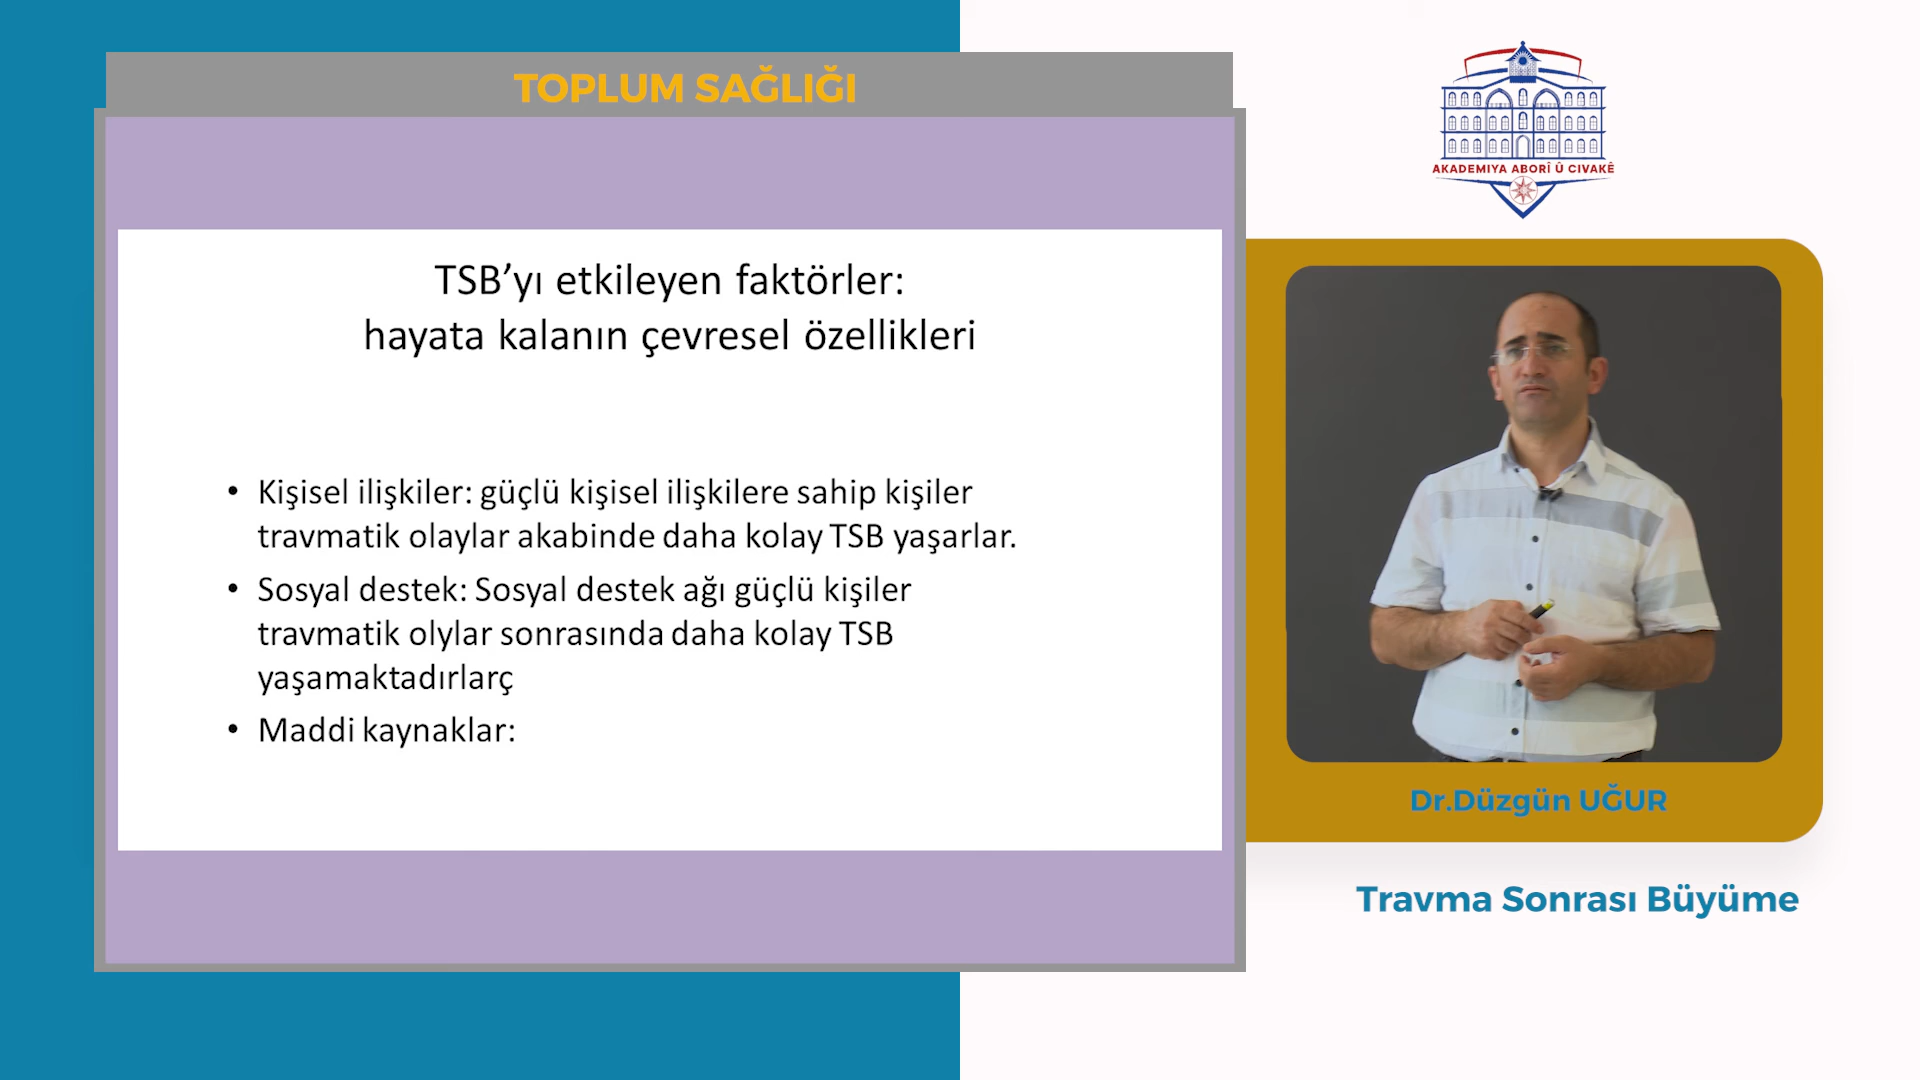 TOPLUM SAĞLIĞI
TSB’yı etkileyen faktörler:
hayata kalanın çevresel özellikleri
• Kişisel ilişkiler: güçlü kişisel ilişkilere sahip kişiler
travmatik olaylar akabinde daha kolay TSB yaşarlar.
• Sosyal destek: Sosyal destek ağı güçlü kişiler
travmatik olylar sonrasında daha kolay TSB
yaşamaktadırlarç
• Maddi kaynaklar:
AKADEMIYA ABORÎ Û CIVAKÊ
Dr.Düzgün UĞUR
Travma Sonrası Büyüme